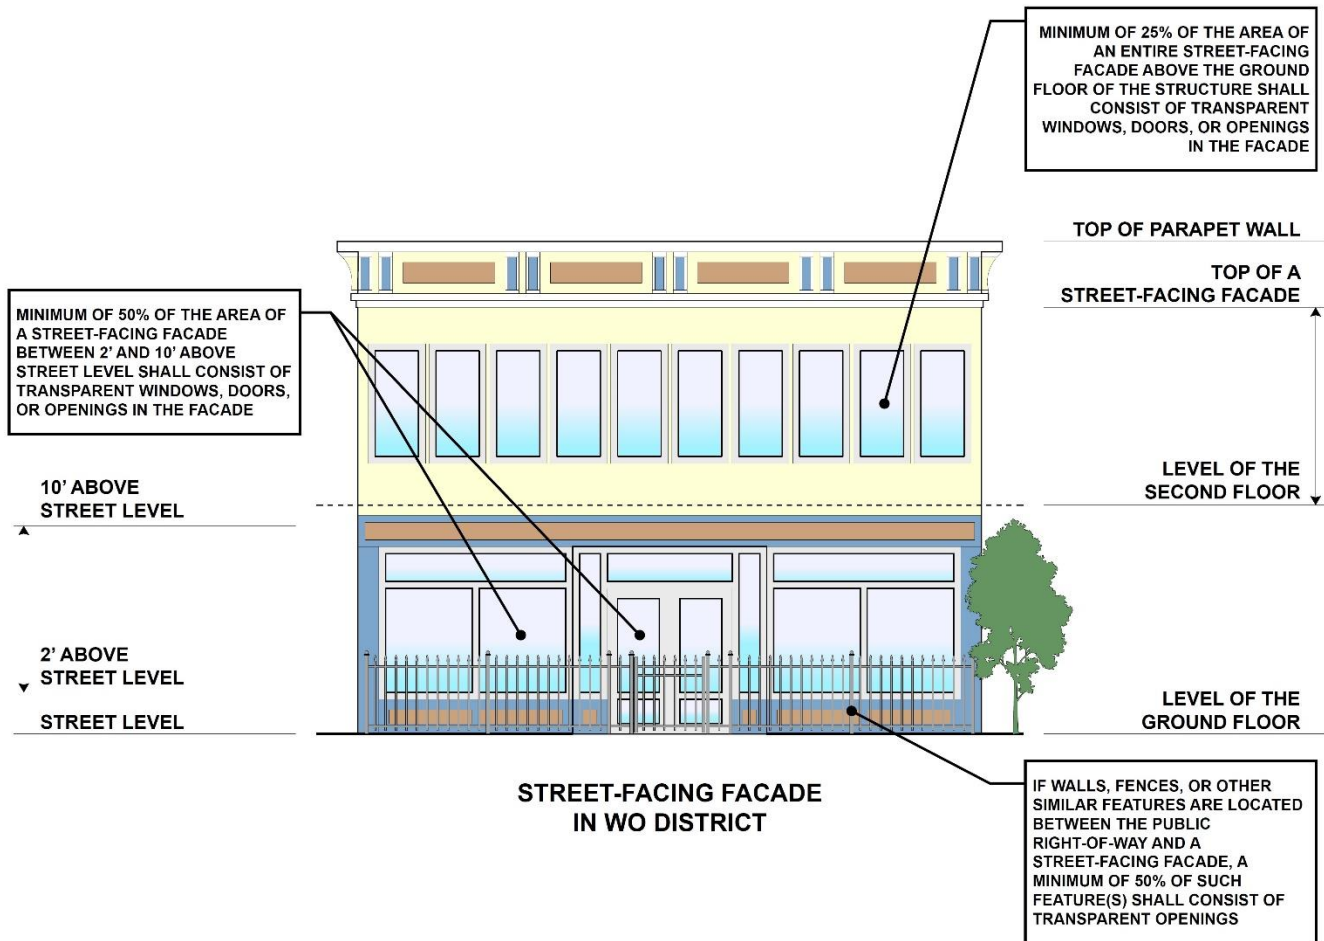 MINIMUM OF 25% OF THE AREA OF
AN ENTIRE STREET-FACING
FACADE ABOVE THE GROUND
FLOOR OF THE STRUCTURE SHALL
CONSIST OF TRANSPARENT
WINDOWS, DOORS, OR OPENINGS
IN THE FACADE
TOP OF PARAPET WALL
TOP OF A
STREET-FACING FACADE
MINIMUM OF 50% OF THE AREA OF
A STREET-FACING FACADE
BETWEEN 2' AND 10' ABOVE
STREET LEVEL SHALL CONSIST OF
TRANSPARENT WINDOWS, DOORS,
OR OPENINGS IN THE FACADE
10' ABOVE
STREET LEVEL
LEVEL OF THE
SECOND FLOOR
2' ABOVE
STREET LEVEL
STREET LEVEL
LEVEL OF THE
GROUND FLOOR
STREET-FACING FACADE
IN WO DISTRICT
IF WALLS, FENCES, OR OTHER
SIMILAR FEATURES ARE LOCATED
BETWEEN THE PUBLIC
RIGHT-OF-WAY AND A
STREET-FACING FACADE, A
MINIMUM OF 50% OF SUCH
FEATURE(S) SHALL CONSIST OF
TRANSPARENT OPENINGS